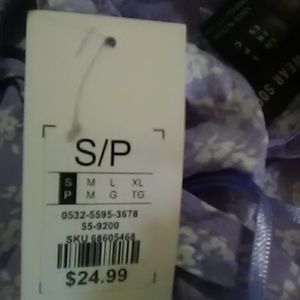 S/P
S M L XL
P M G TG
0532-5595-3678
55-9200
SKU 68605468
$24.99